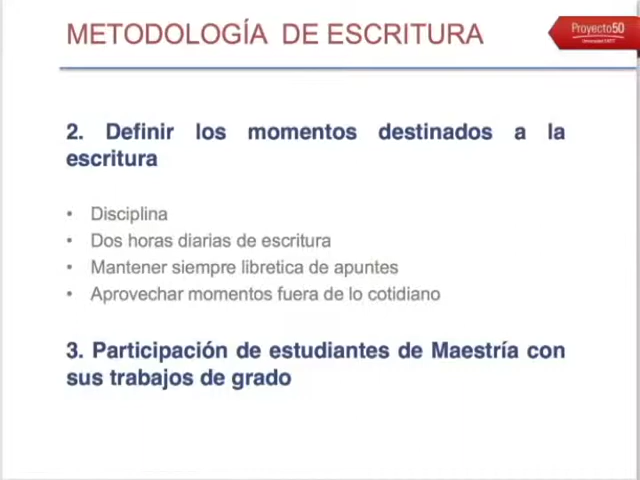 METODOLOGÍA DE ESCRITURA
Proyecto50
2. Definir los momentos destinados a la
escritura
• Disciplina
• Dos horas diarias de escritura
• Mantener siempre libretica de apuntes
• Aprovechar momentos fuera de lo cotidiano
3. Participación de estudiantes de Maestría con
sus trabajos de grado